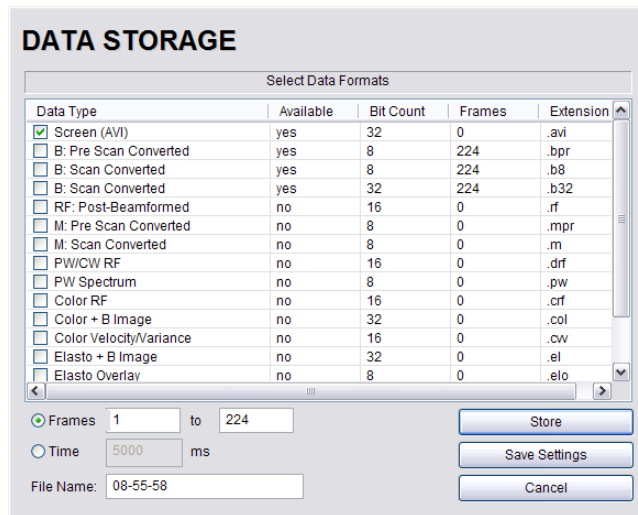 DATA STORAGE
Select Data Formats
Data Type Available Bit Count Frames Extension
Screen (AVI) yes 32 0 .avi
B: Pre Scan Converted yes 8 224 .bpr
B: Scan Converted yes 8 224 .b8
B: Scan Converted yes 32 224 .b32
RF: Post-Beamformed no 16 0 .rf
M: Pre Scan Converted no 8 0 .mpr
M: Scan Converted no 8 0 .m
PW/CW RF no 16 0 .drf
PW Spectrum no 8 0 .pw
Color RF no 16 0 .crf
Color + B Image no 32 0 .col
Color Velocity/Variance no 16 0 .cvv
Elasto + B Image no 32 0 .el
Elasto Overlay no 8 0 .elo
Frames 1 to 224 Store
Time 5000 ms Save Settings
File Name: 08-55-58 Cancel